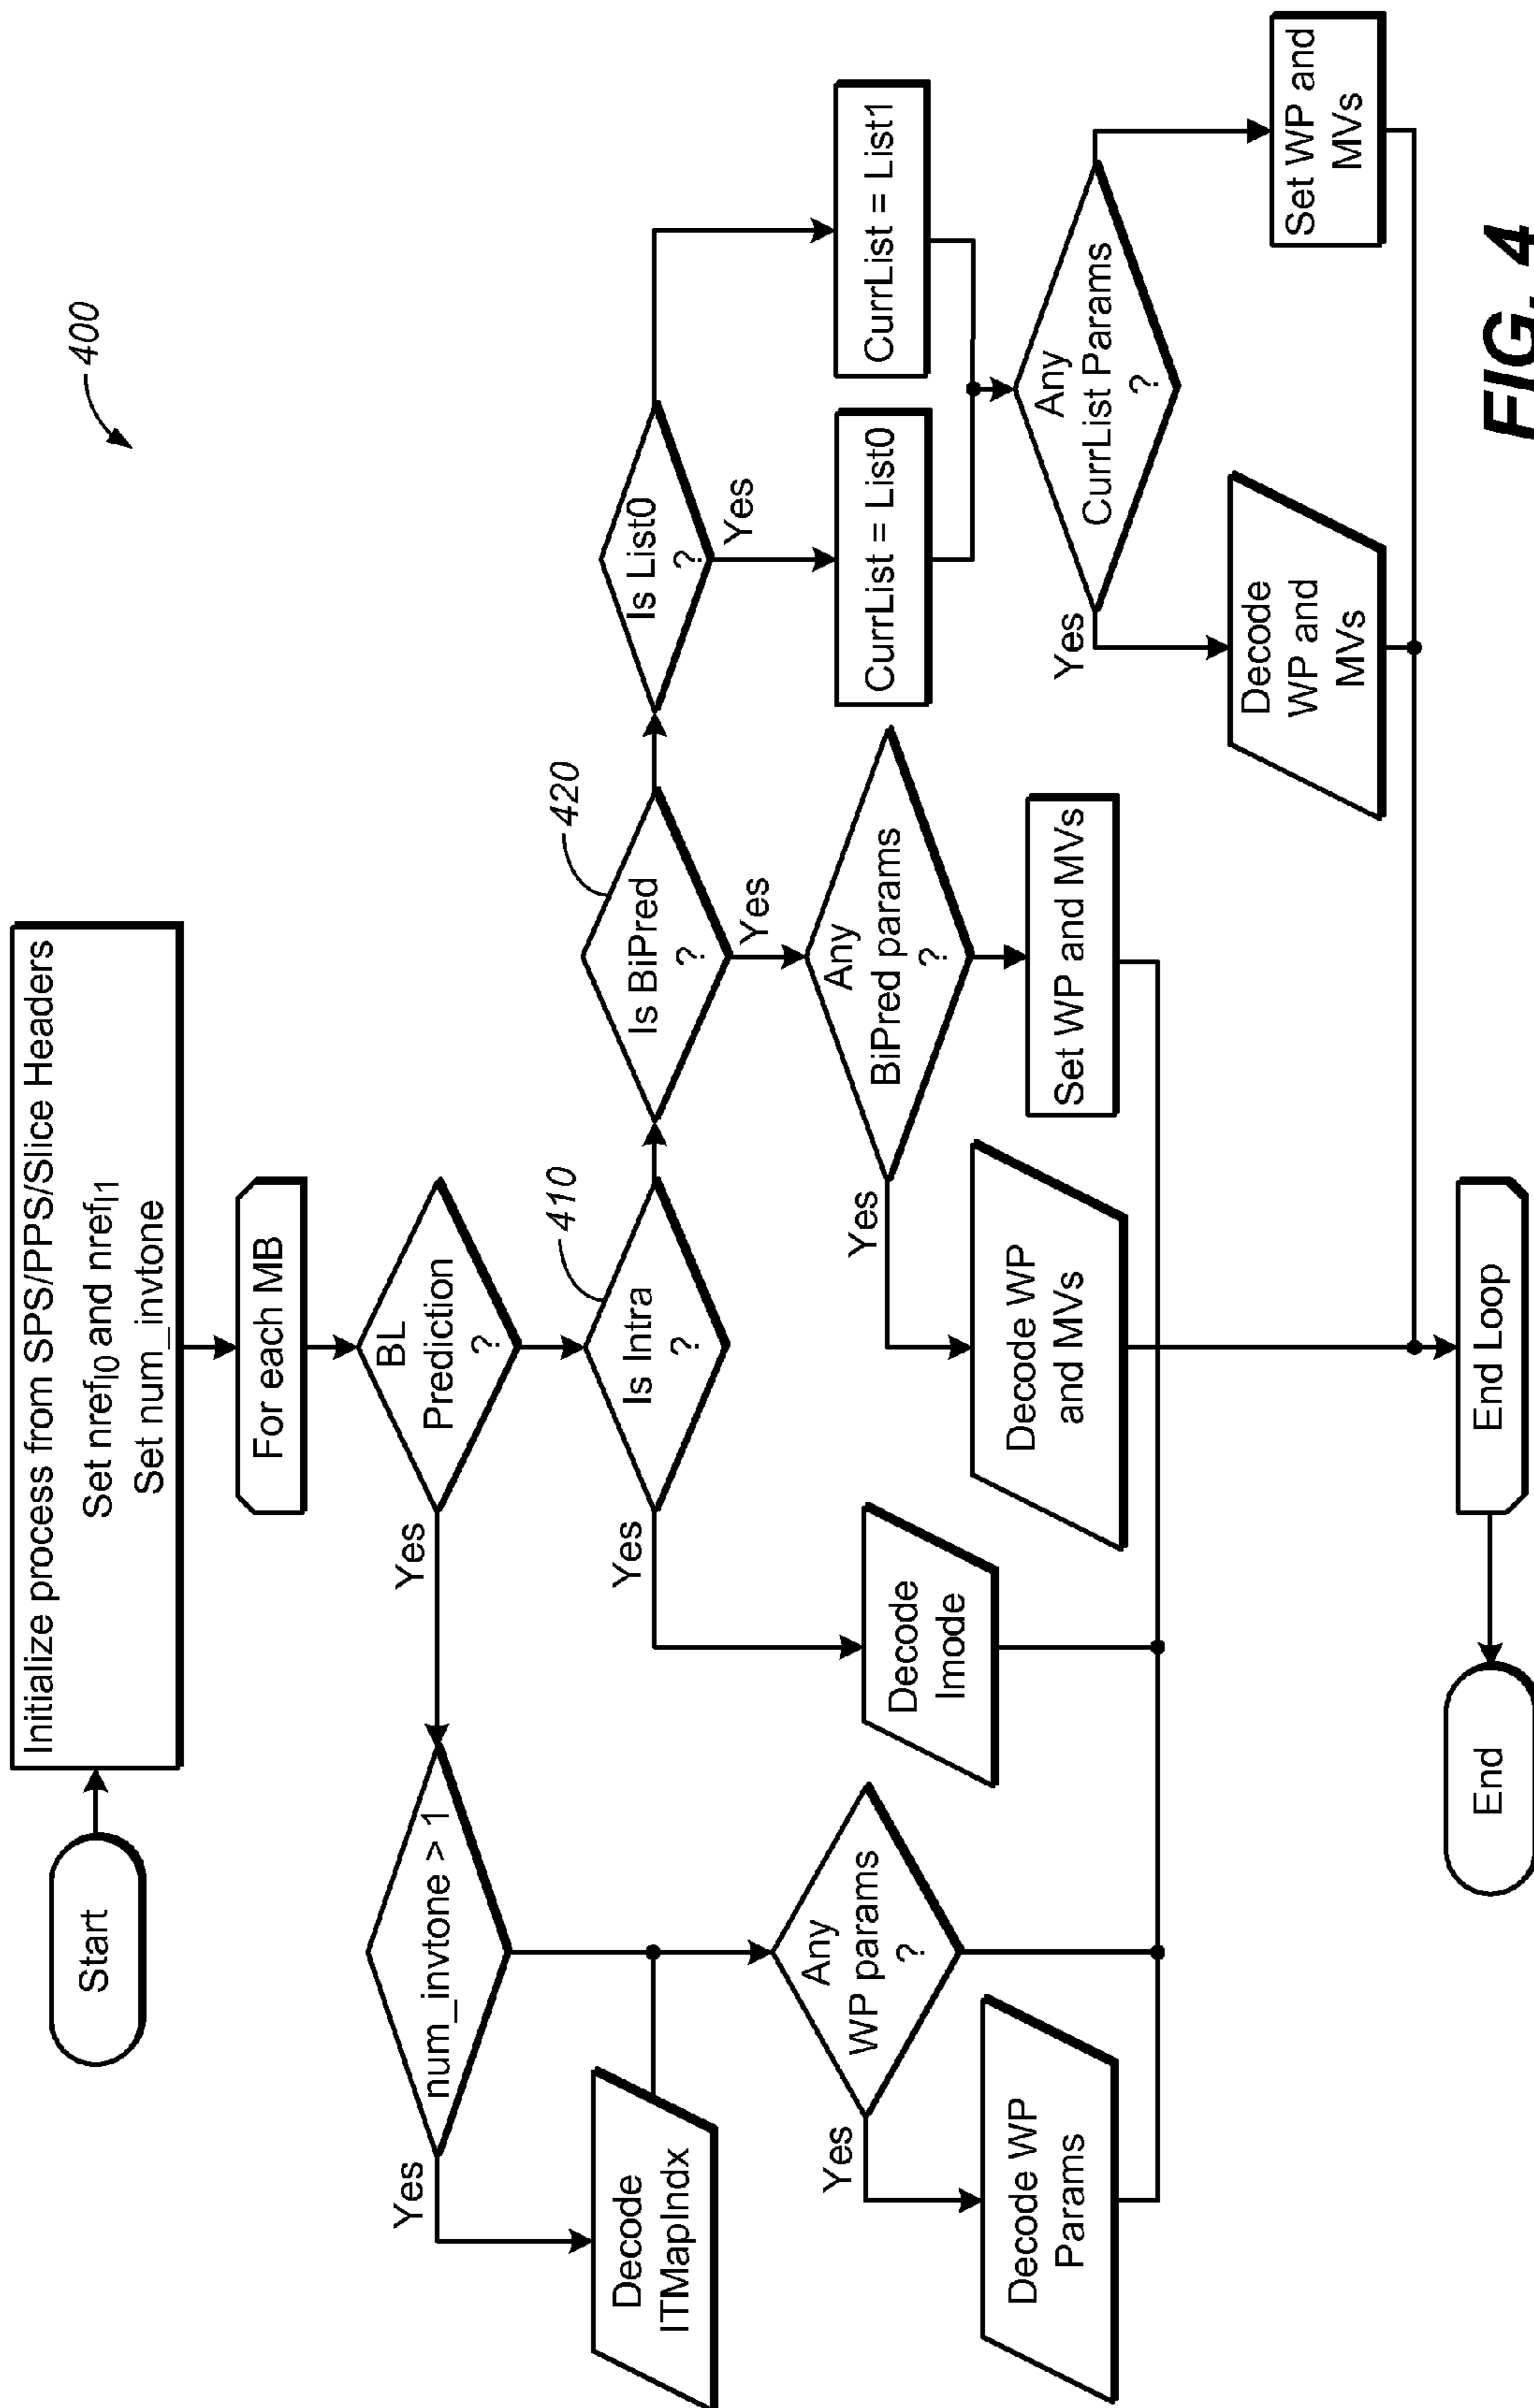 400
Start
Initialize process from SPS/PPS/Slice Headers
Set nrefl0 and nrefl1
Set num_invtone
For each MB
BL
Prediction
?
Yes
num_invtone > 1
Yes
Decode
ITMapIndx
Any
WP params
?
Yes
Decode WP
Params
410
Is Intra
?
Yes
Decode
Imode
420
Is BiPred
?
Yes
Any
BiPred params
?
Yes
Decode WP
and MVs
Set WP and MVs
Is List0
?
Yes
CurrList = List0
CurrList = List1
Any
CurrList Params
?
Yes
Decode
WP and
MVs
Set WP and
MVs
End Loop
End
FIG. 4